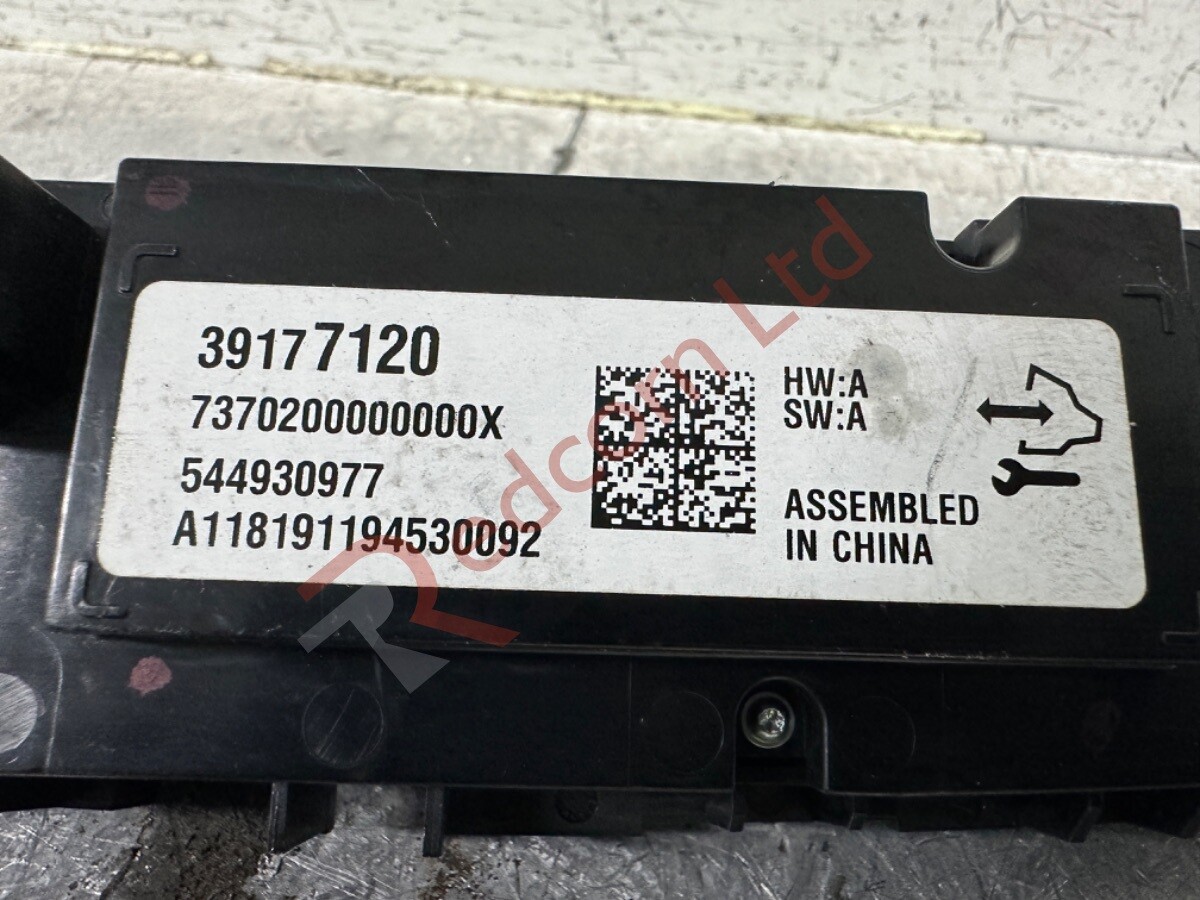 39177120
7370200000000X
544930977
A118191194530092
HW:A
SW:A
ASSEMBLED
IN CHINA
Redcorn Ltd